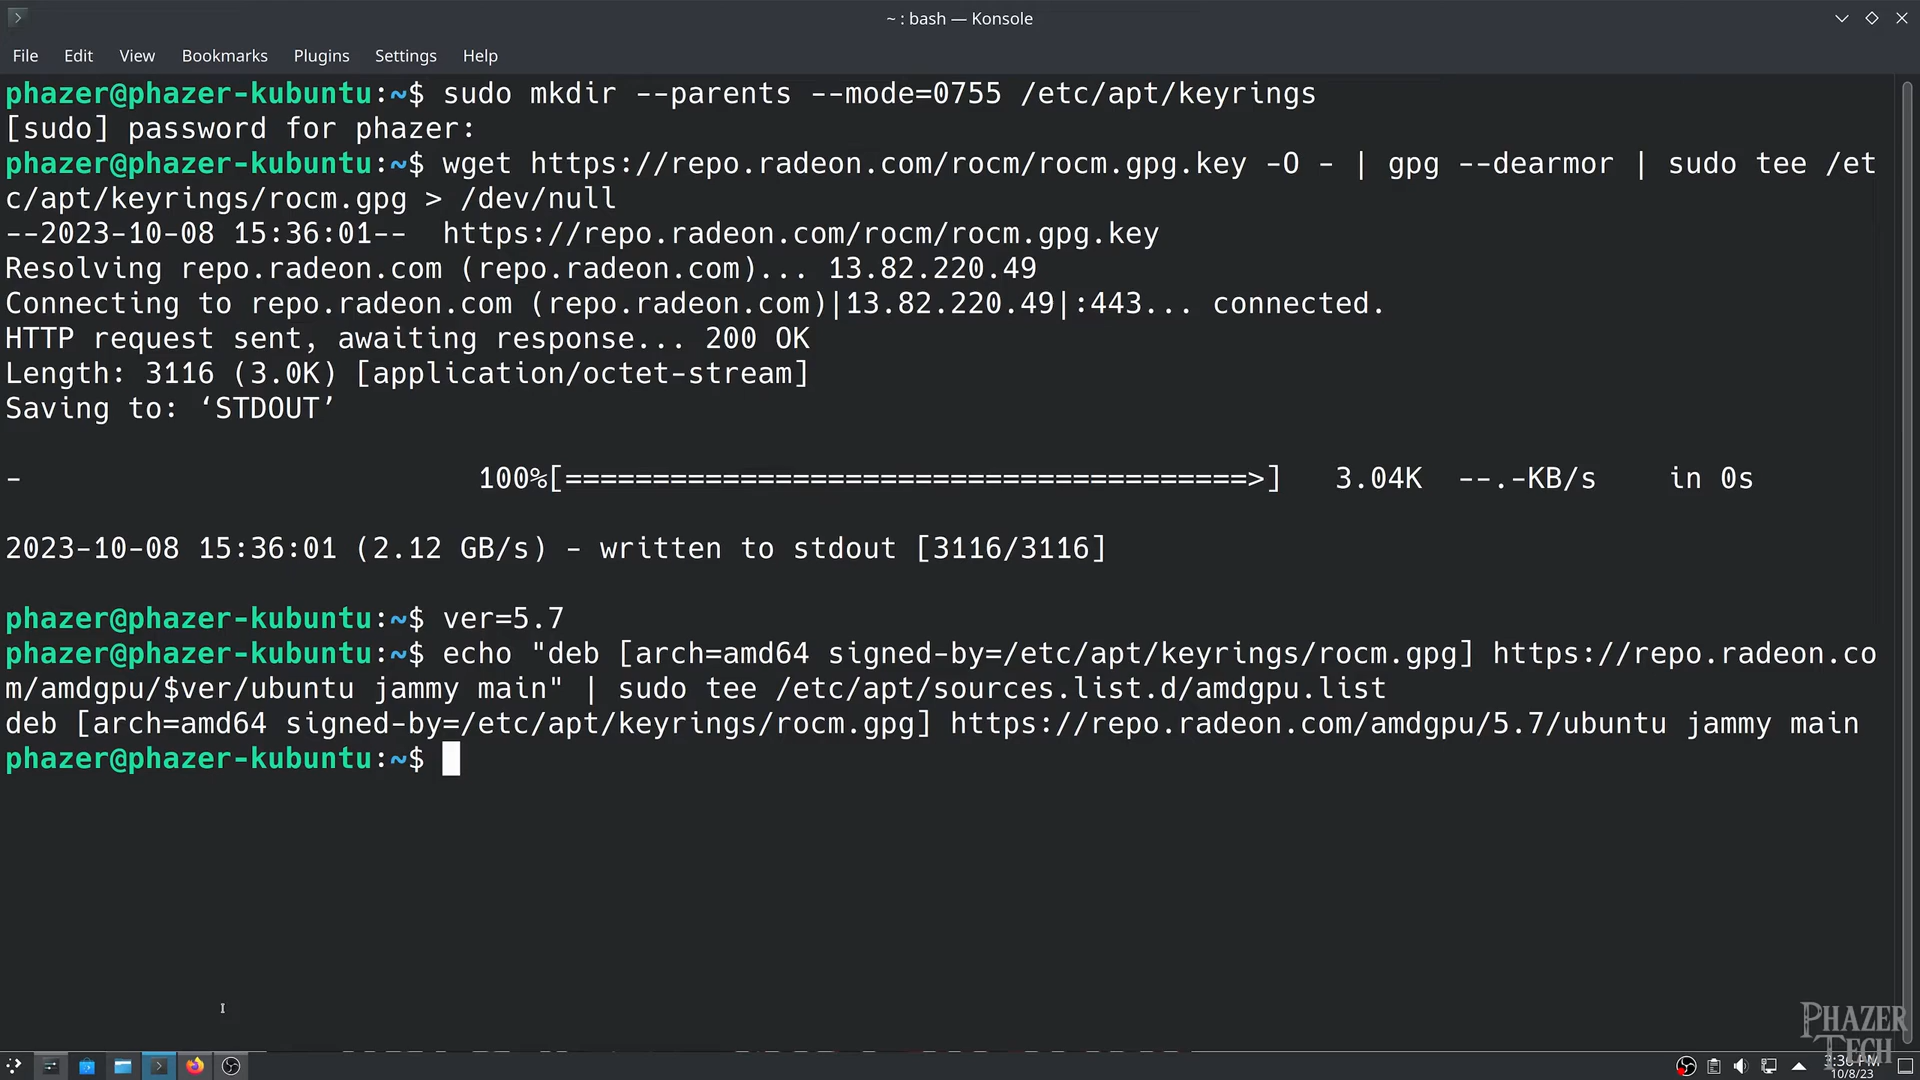 ~ : bash — Konsole
File Edit View Bookmarks Plugins Settings Help
phazer@phazer-kubuntu:~$ sudo mkdir --parents --mode=0755 /etc/apt/keyrings
[sudo] password for phazer:
phazer@phazer-kubuntu:~$ wget https://repo.radeon.com/rocm/rocm.gpg.key -O - | gpg --dearmor | sudo tee /et
c/apt/keyrings/rocm.gpg > /dev/null
--2023-10-08 15:36:01--  https://repo.radeon.com/rocm/rocm.gpg.key
Resolving repo.radeon.com (repo.radeon.com)... 13.82.220.49
Connecting to repo.radeon.com (repo.radeon.com)|13.82.220.49|:443... connected.
HTTP request sent, awaiting response... 200 OK
Length: 3116 (3.0K) [application/octet-stream]
Saving to: ‘STDOUT’
- 100%[=======================================>] 3.04K --.-KB/s in 0s
2023-10-08 15:36:01 (2.12 GB/s) - written to stdout [3116/3116]
phazer@phazer-kubuntu:~$ ver=5.7
phazer@phazer-kubuntu:~$ echo "deb [arch=amd64 signed-by=/etc/apt/keyrings/rocm.gpg] https://repo.radeon.co
m/amdgpu/$ver/ubuntu jammy main" | sudo tee /etc/apt/sources.list.d/amdgpu.list
deb [arch=amd64 signed-by=/etc/apt/keyrings/rocm.gpg] https://repo.radeon.com/amdgpu/5.7/ubuntu jammy main
phazer@phazer-kubuntu:~$
PHAZER
TECH
3:36 PM
10/8/23